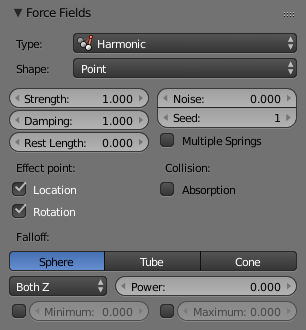 Force Fields
Type: Harmonic
Shape: Point
Strength: 1.000 Noise: 0.000
Damping: 1.000 Seed: 1
Rest Length: 0.000 Multiple Springs
Effect point: Collision:
Location Absorption
Rotation
Falloff:
Sphere Tube Cone
Both Z Power: 0.000
Minimum: 0.000 Maximum: 0.000